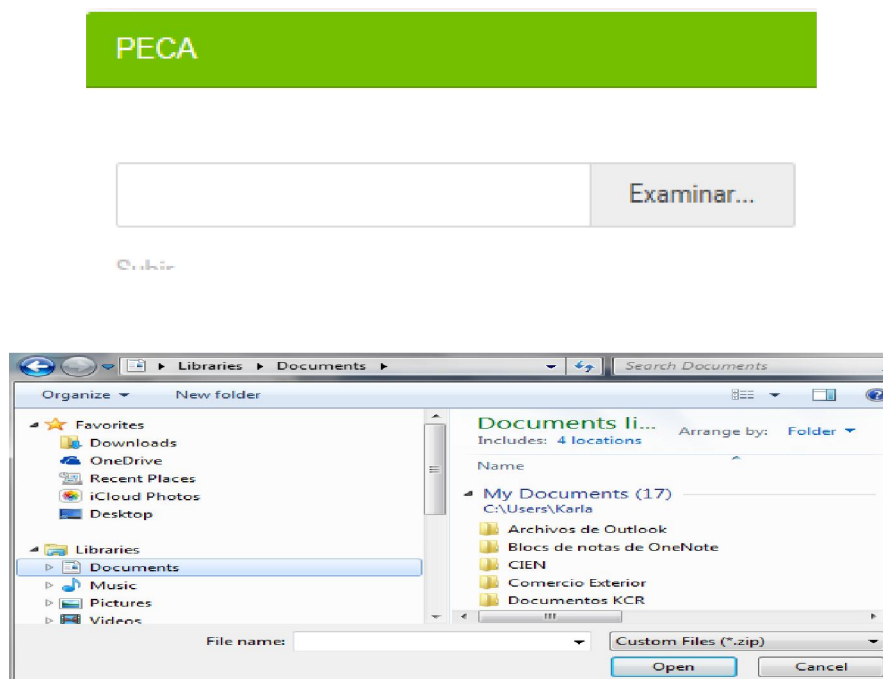 PECA
Examinar...
Subir
Libraries Documents
Search Documents
Organize New folder
Favorites
Downloads
OneDrive
Recent Places
iCloud Photos
Desktop
Libraries
Documents
Music
Pictures
Videos
Documents li...
Includes: 4 locations
Arrange by: Folder
Name
My Documents (17)
C:\Users\Karla
Archivos de Outlook
Blocs de notas de OneNote
CIEN
Comercio Exterior
Documentos KCR
File name:
Custom Files (*.zip)
Open Cancel